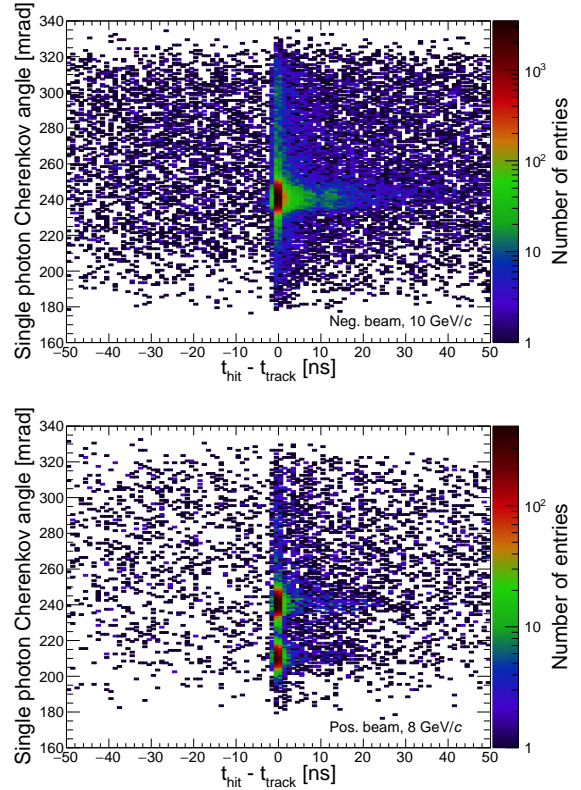 340
320
300
280
260
240
220
200
180
160
Single photon Cherenkov angle [mrad]
−50 −40 −30 −20 −10 0 10 20 30 40 50
t_hit - t_track [ns]
Neg. beam, 10 GeV/c
10³
10²
10
1
Number of entries
340
320
300
280
260
240
220
200
180
160
Single photon Cherenkov angle [mrad]
−50 −40 −30 −20 −10 0 10 20 30 40 50
t_hit - t_track [ns]
Pos. beam, 8 GeV/c
10²
10
1
Number of entries